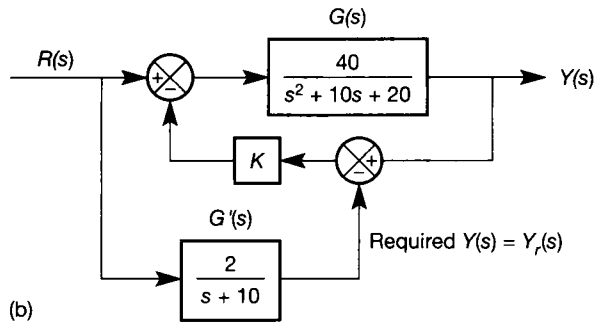 G(s)
R(s)
+
−
40
s² + 10s + 20
Y(s)
K
−
+
G'(s)
2
s + 10
Required Y(s) = Yᵣ(s)
(b)